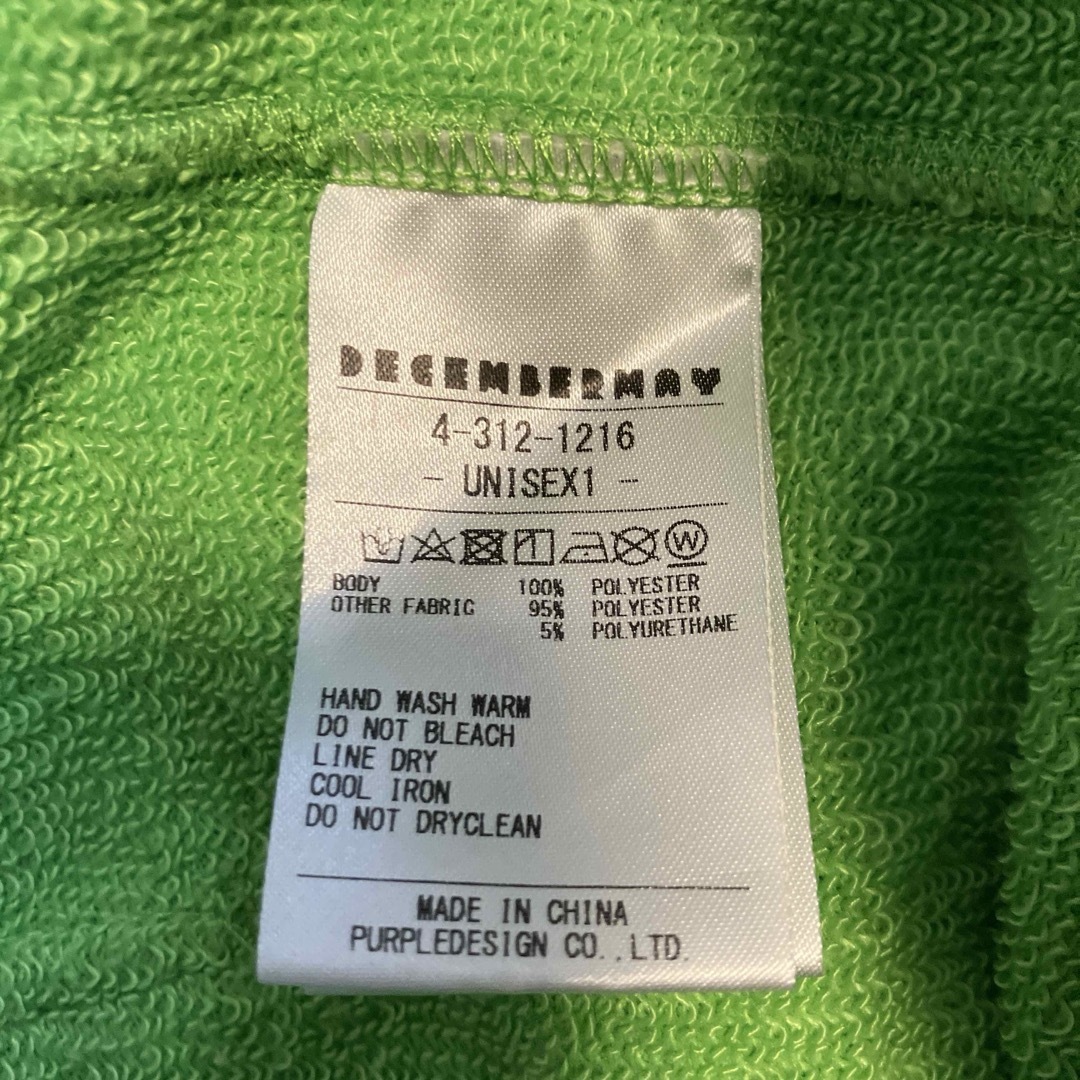 DECEMBERMAY
4-312-1216
- UNISEX1 -
W
BODY 100% POLYESTER
OTHER FABRIC 95% POLYESTER
5% POLYURETHANE
HAND WASH WARM
DO NOT BLEACH
LINE DRY
COOL IRON
DO NOT DRYCLEAN
MADE IN CHINA
PURPLEDESIGN CO.,LTD.